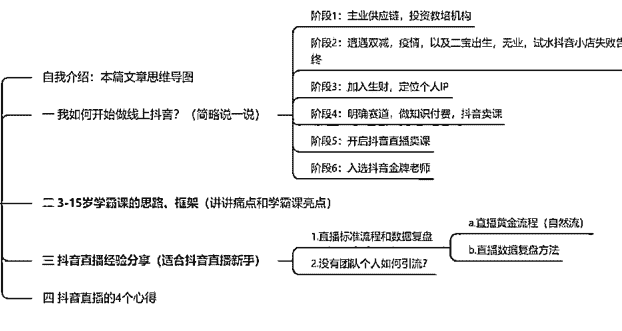 自我介绍：本篇文章思维导图
一 我如何开始做线上抖音？（简略说一说）
阶段1：主业供应链，投资教培机构
阶段2：遭遇双减，疫情，以及二宝出生，无业，试水抖音小店失败告
终
阶段3：加入生财，定位个人IP
阶段4：明确赛道，做知识付费，抖音卖课
阶段5：开启抖音直播卖课
阶段6：入选抖音金牌老师
二 3-15岁学霸课的思路、框架（讲讲痛点和学霸课亮点）
三 抖音直播经验分享（适合抖音直播新手）
1.直播标准流程和数据复盘
a.直播黄金流程（自然流）
b.直播数据复盘方法
2.没有团队个人如何引流？
四 抖音直播的4个心得